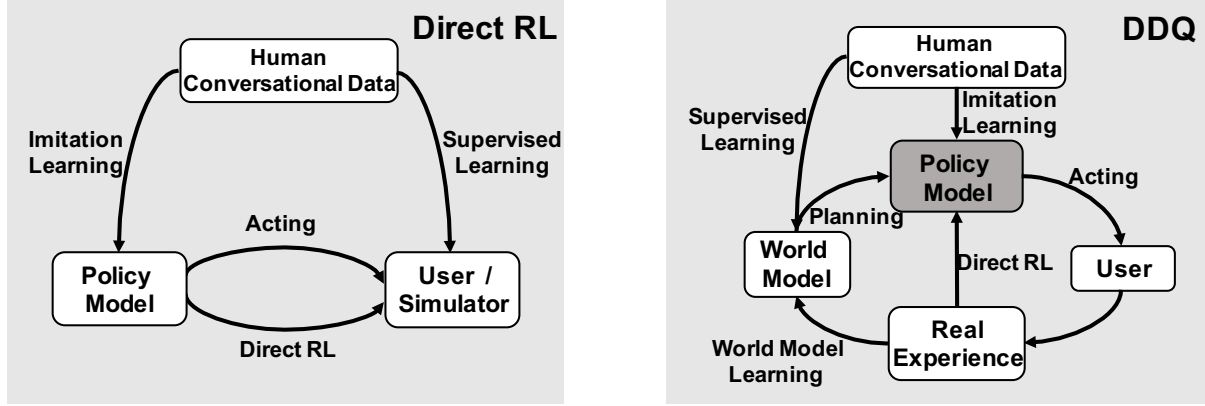 Direct RL
Human
Conversational Data
Imitation
Learning
Supervised
Learning
Acting
Policy
Model
User /
Simulator
Direct RL
DDQ
Human
Conversational Data
Supervised
Learning
Imitation
Learning
Policy
Model
Acting
Planning
World
Model
Direct RL
User
Real
Experience
World Model
Learning